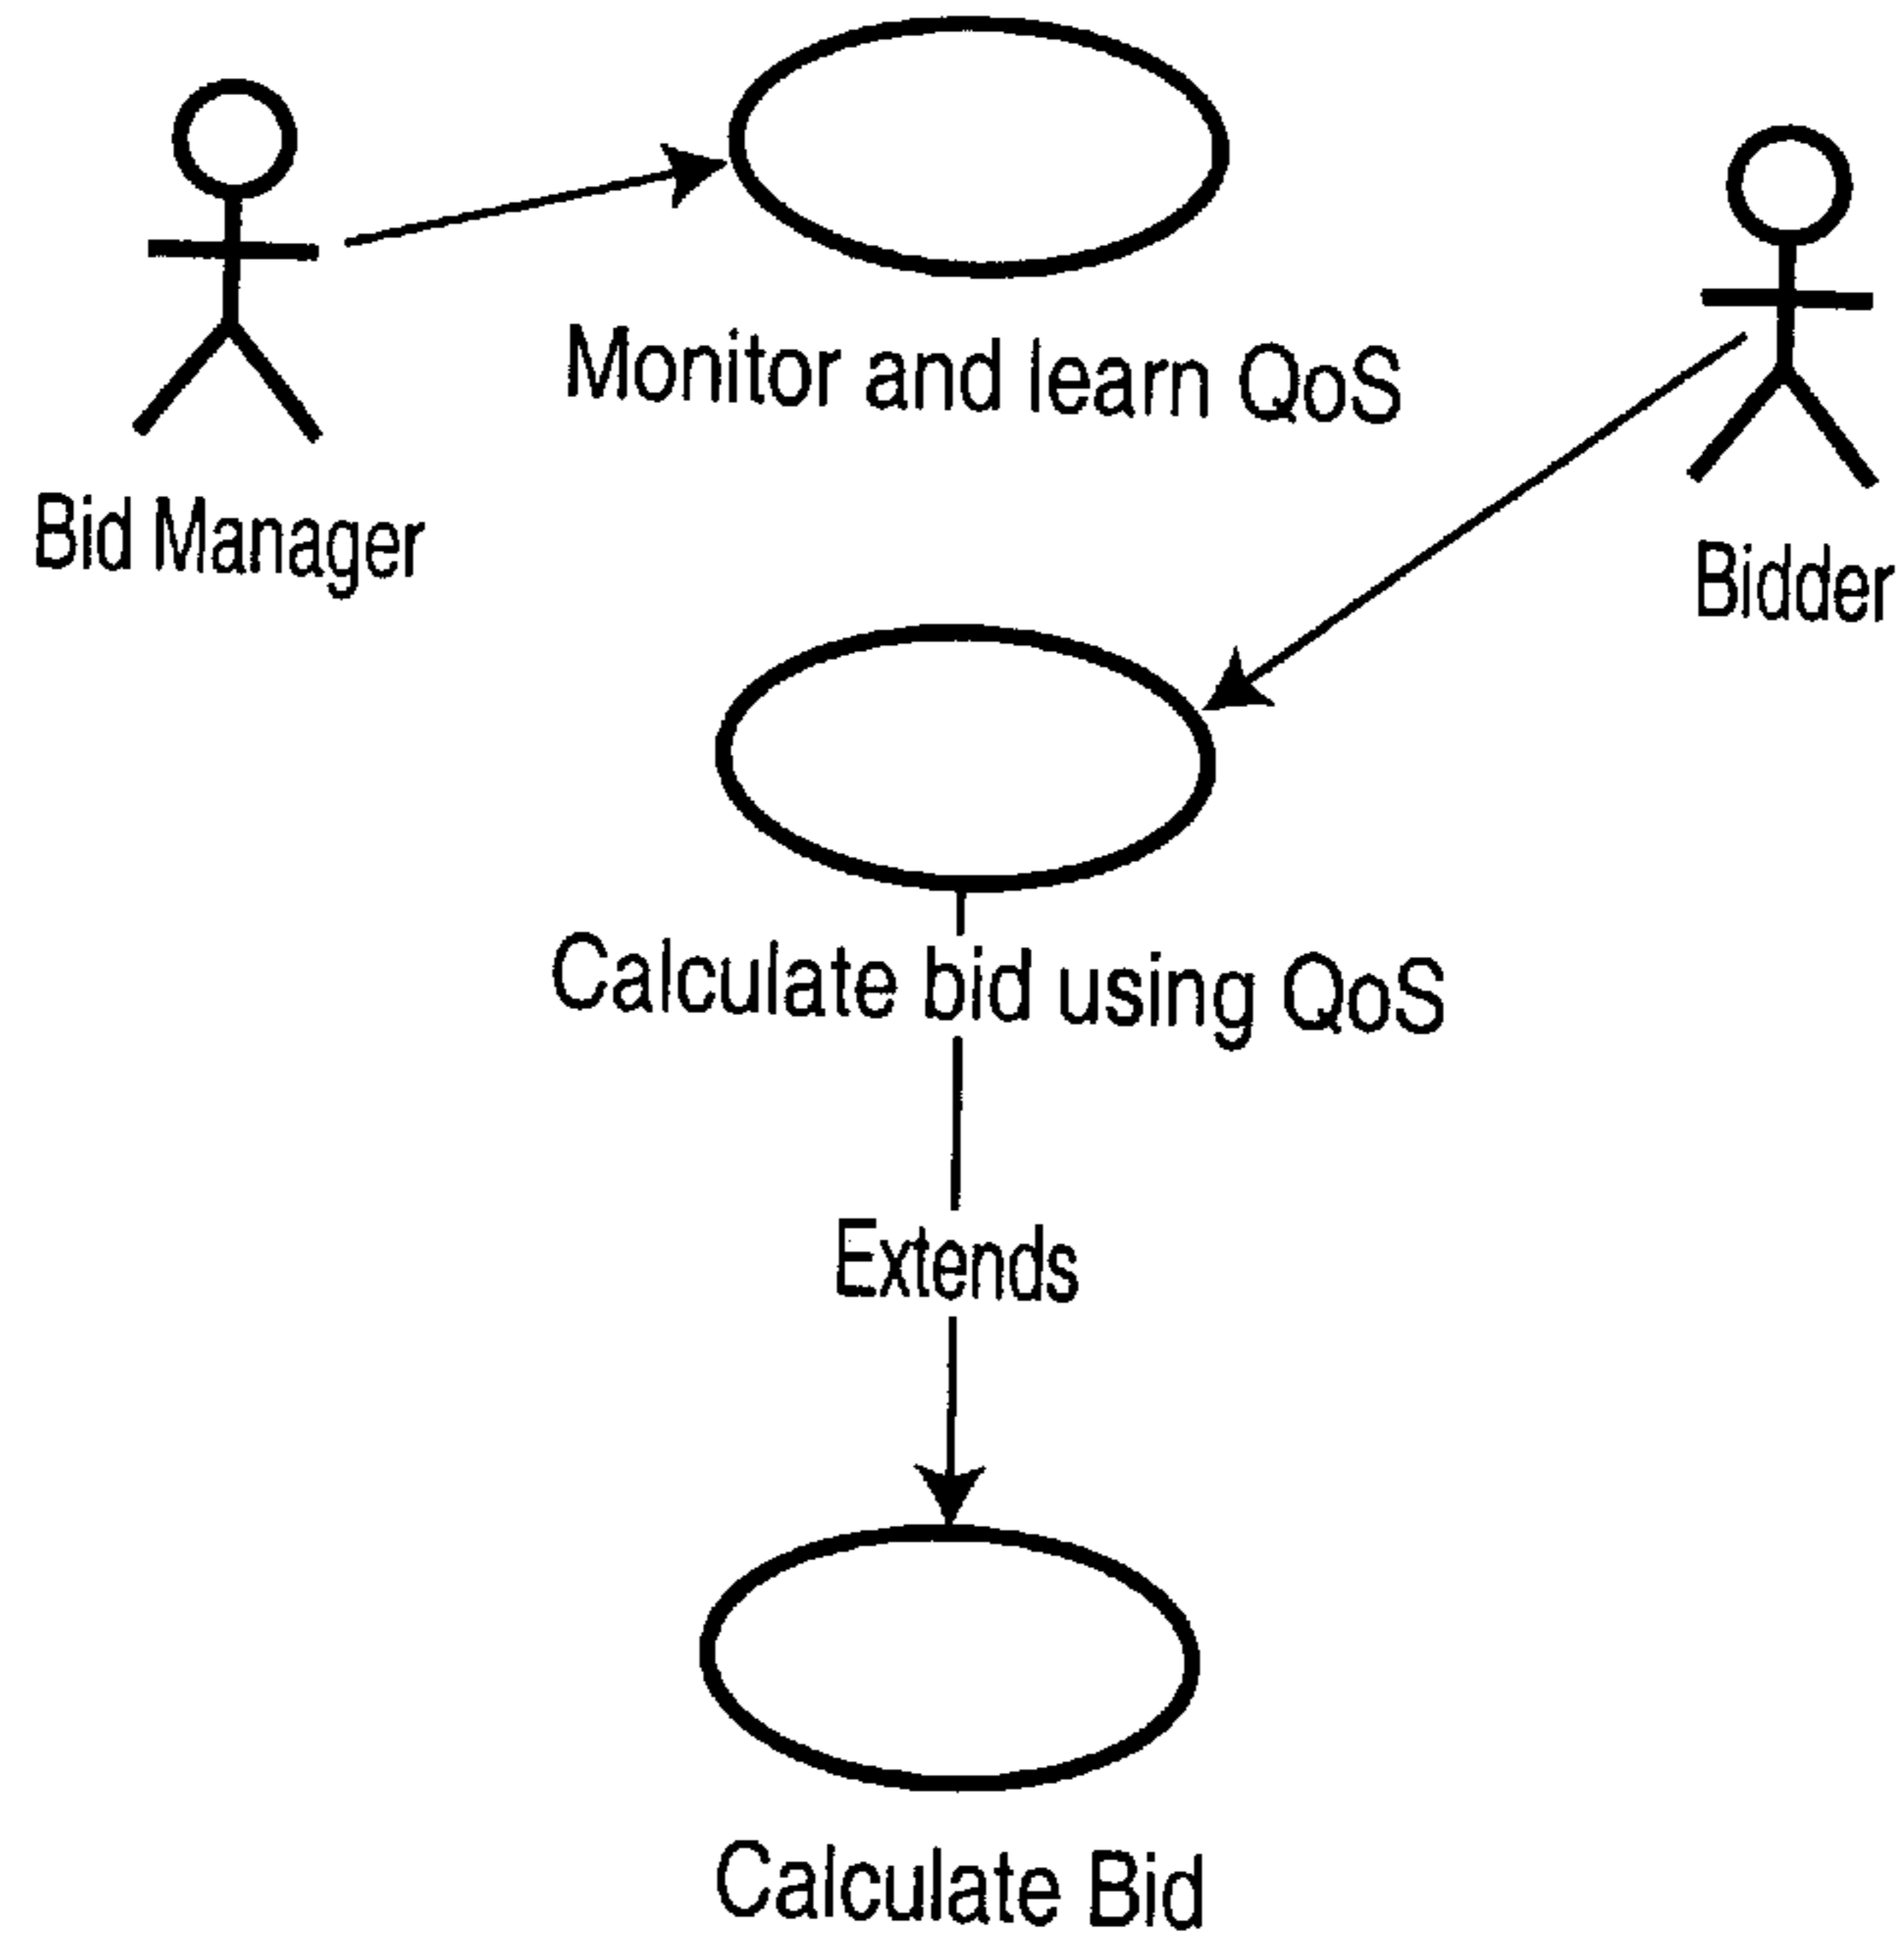 Monitor and learn QoS
Bid Manager
Bidder
Calculate bid using QoS
Extends
Calculate Bid